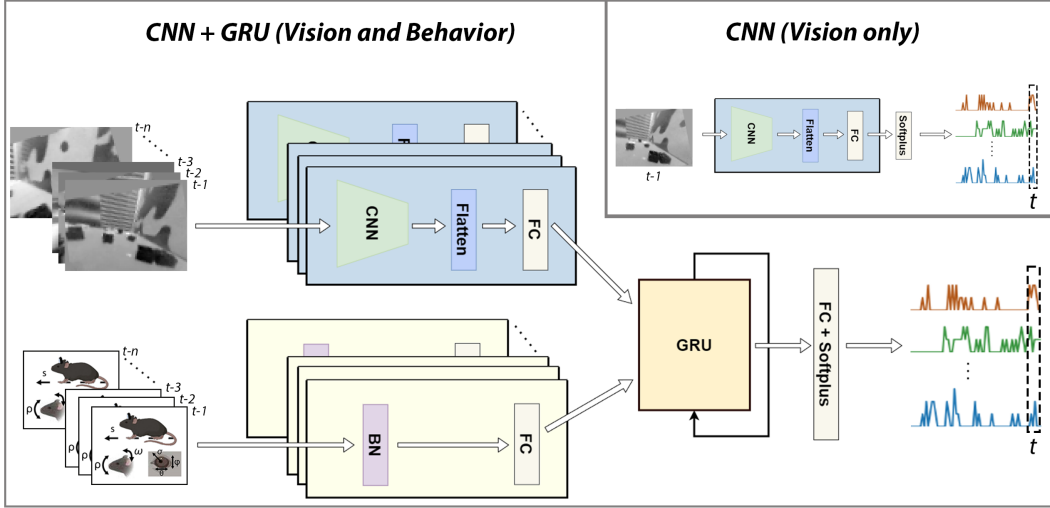 CNN + GRU (Vision and Behavior)
CNN (Vision only)
t-n
t-3
t-2
t-1
CNN
Flatten
FC
t-1
CNN
Flatten
FC
Softplus
t
GRU
FC + Softplus
t
t-n
t-3
t-2
t-1
s
ρ
ρ
s
ρ
ω
σ
θ
φ
BN
FC